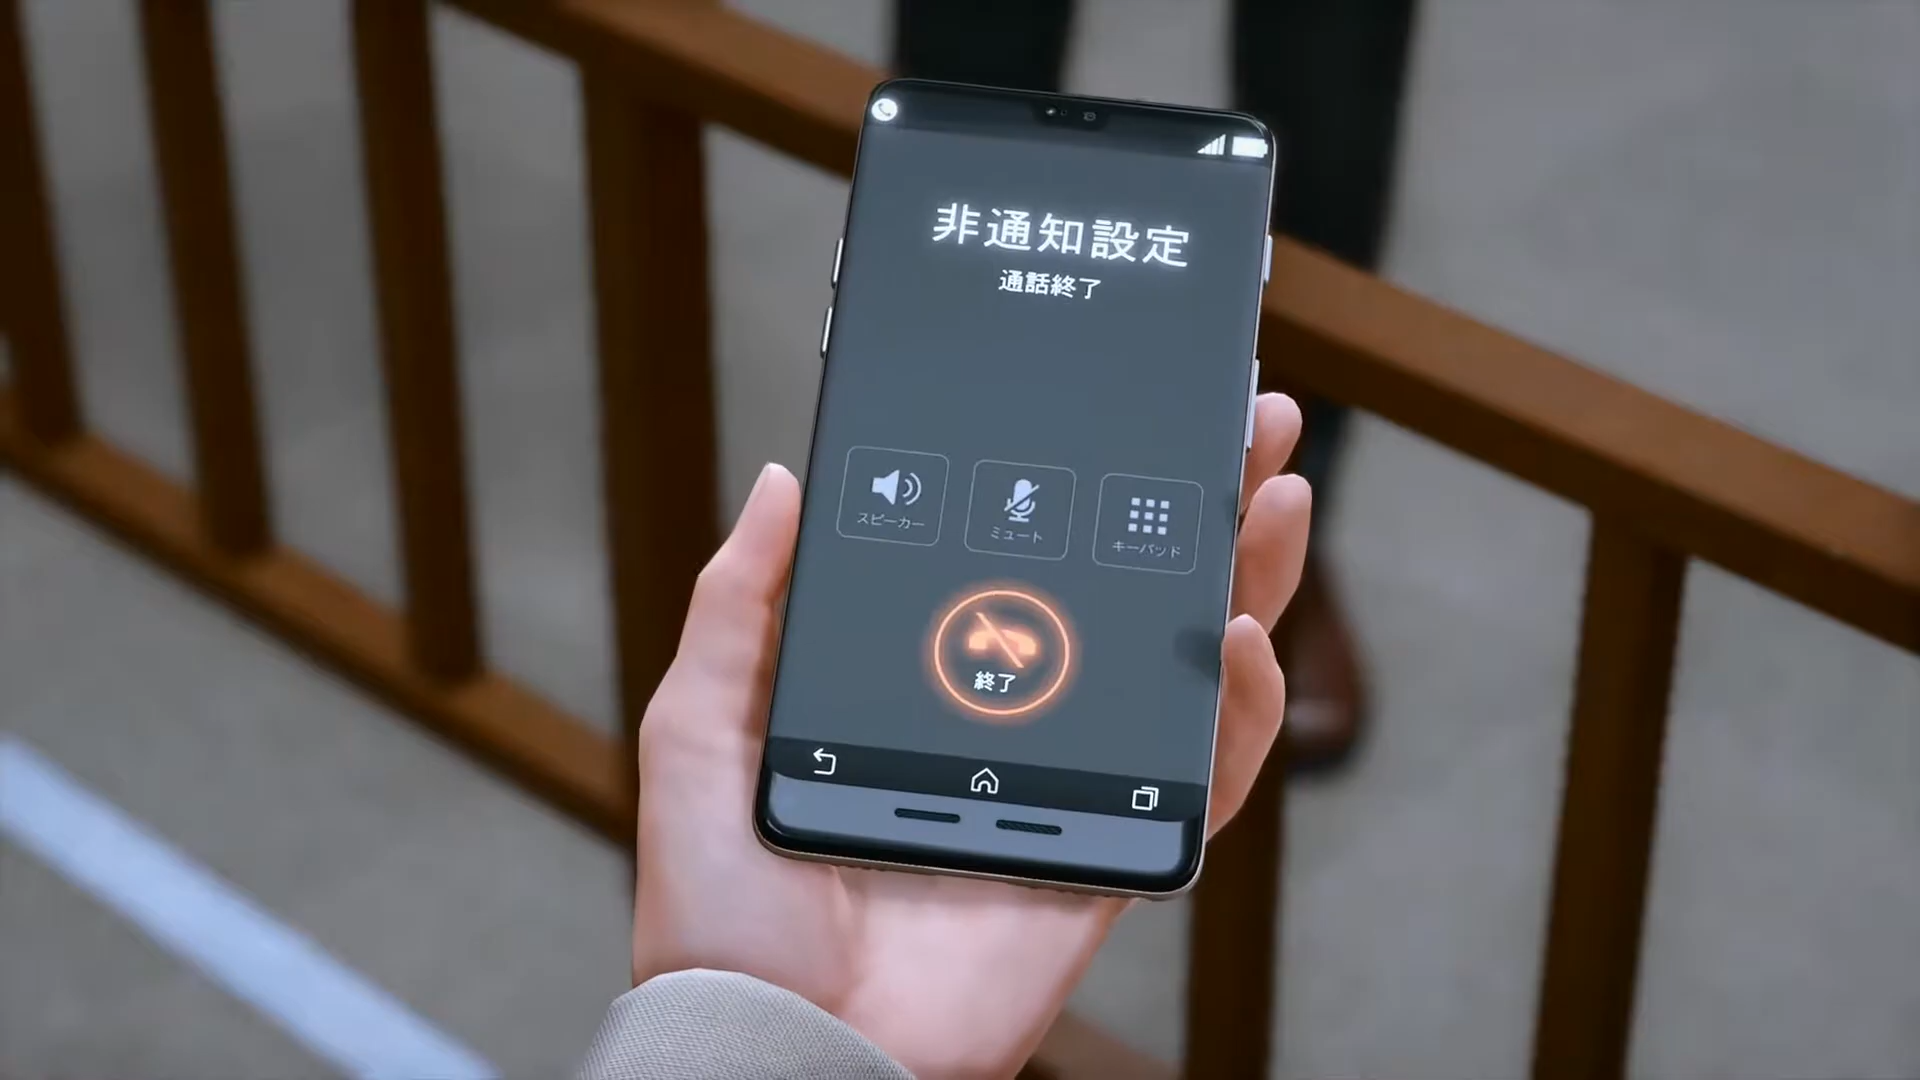 非通知設定
通話終了
スピーカー
ミュート
キーパッド
終了